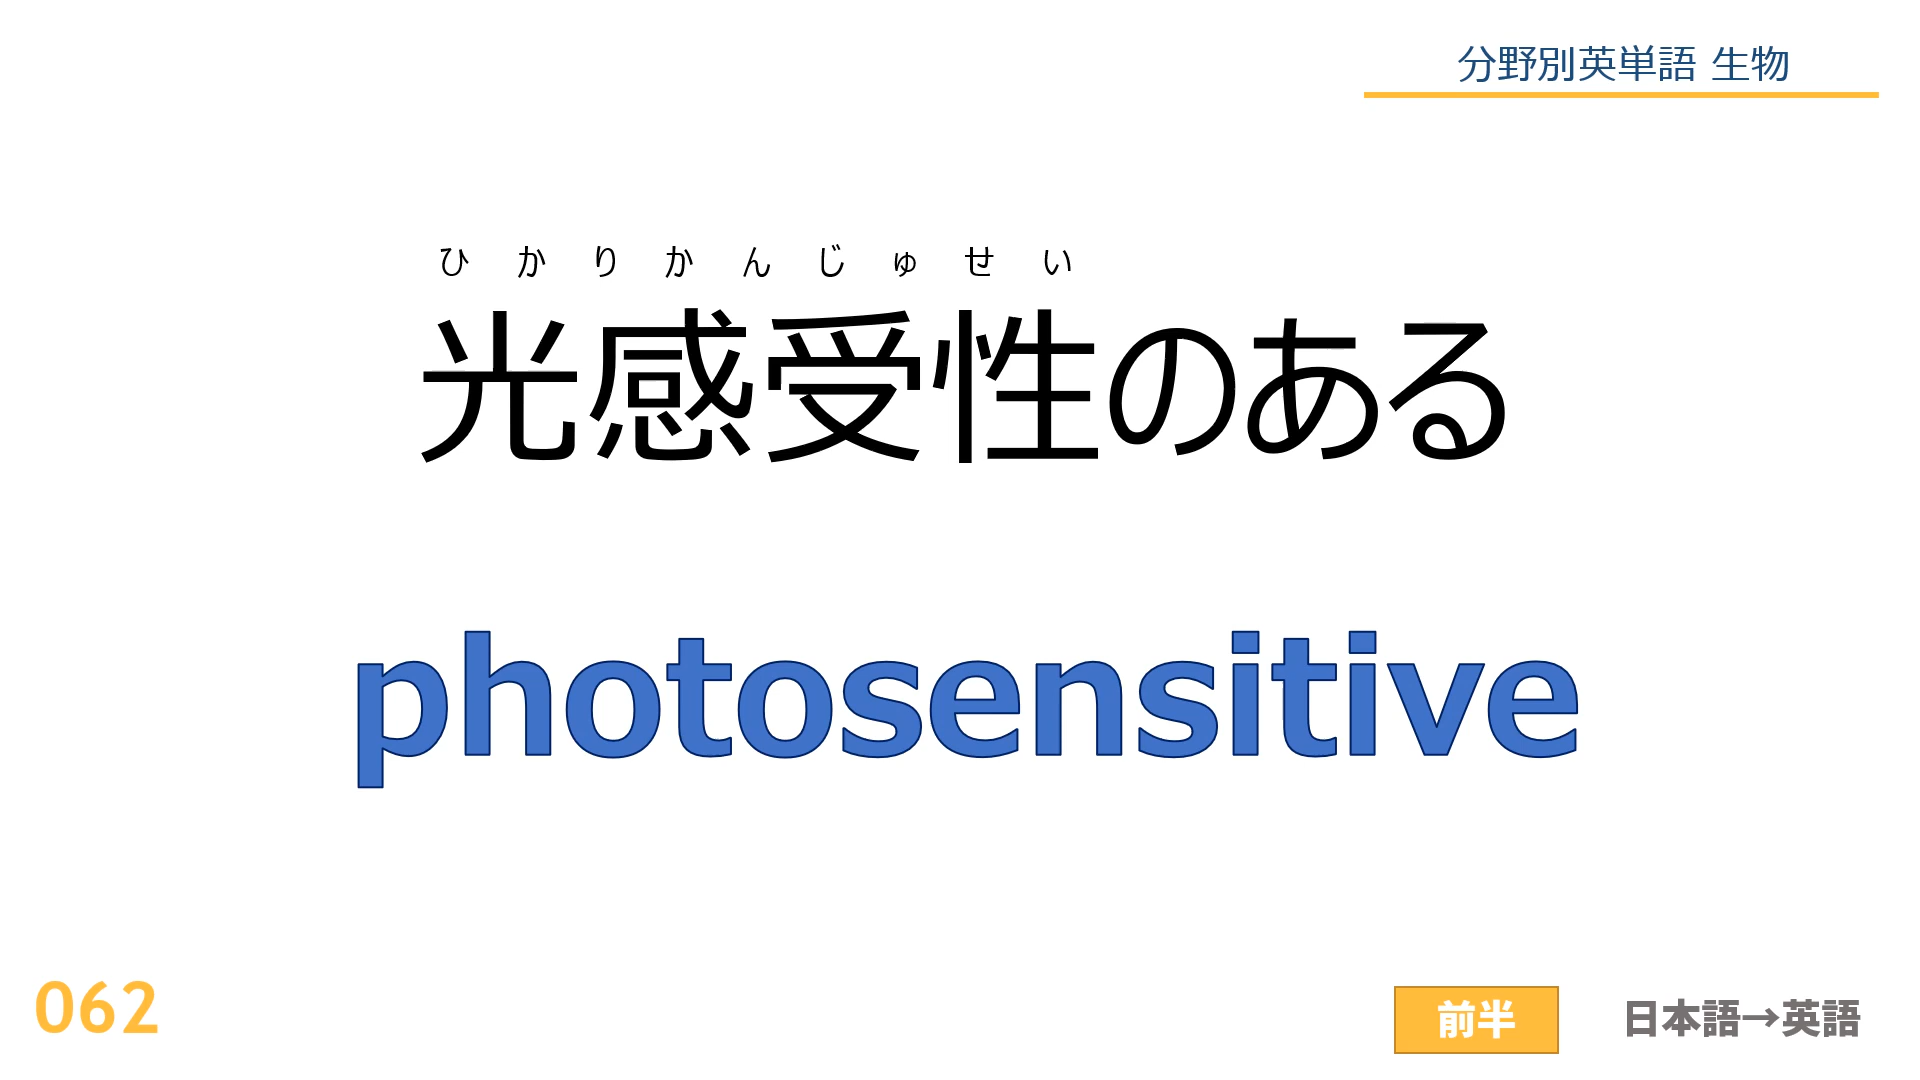 分野別英単語 生物
ひかりかんじゅせい
光感受性のある
photosensitive
062
前半
日本語→英語